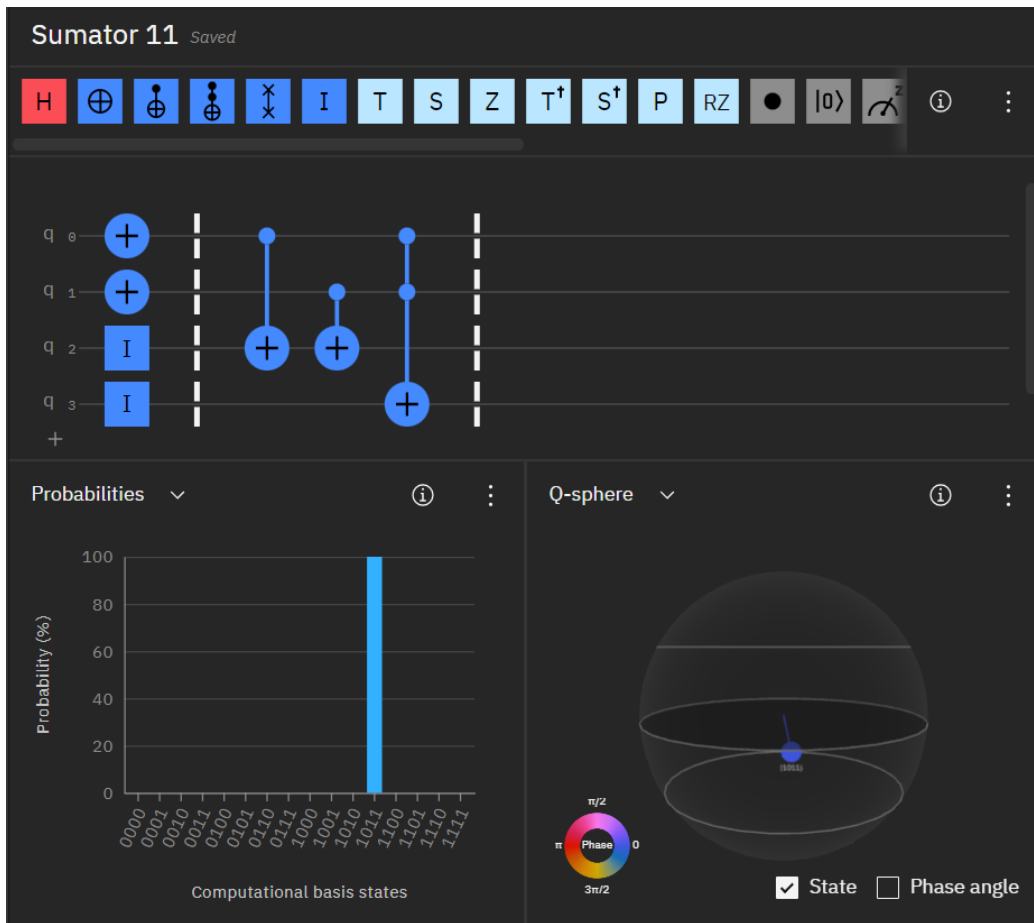 Sumator 11 Saved
H T S Z T† S† P RZ |0⟩ z
I
q 0
q 1
q 2 I
q 3 I
+
Probabilities
Q-sphere
Probability (%)
100
80
60
40
20
0
0000 0001 0010 0011 0100 0101 0110 0111 1000 1001 1010 1011 1100 1101 1110 1111
Computational basis states
|1011⟩
π/2
π Phase 0
3π/2
State Phase angle